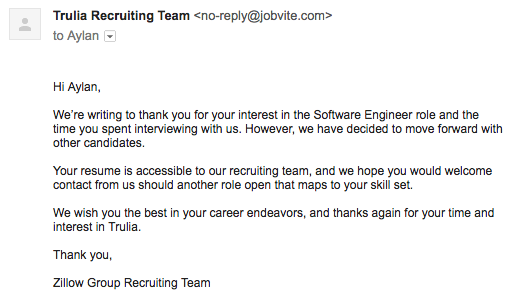 Trulia Recruiting Team <no-reply@jobvite.com>
to Aylan
Hi Aylan,
We're writing to thank you for your interest in the Software Engineer role and the
time you spent interviewing with us. However, we have decided to move forward with
other candidates.
Your resume is accessible to our recruiting team, and we hope you would welcome
contact from us should another role open that maps to your skill set.
We wish you the best in your career endeavors, and thanks again for your time and
interest in Trulia.
Thank you,
Zillow Group Recruiting Team